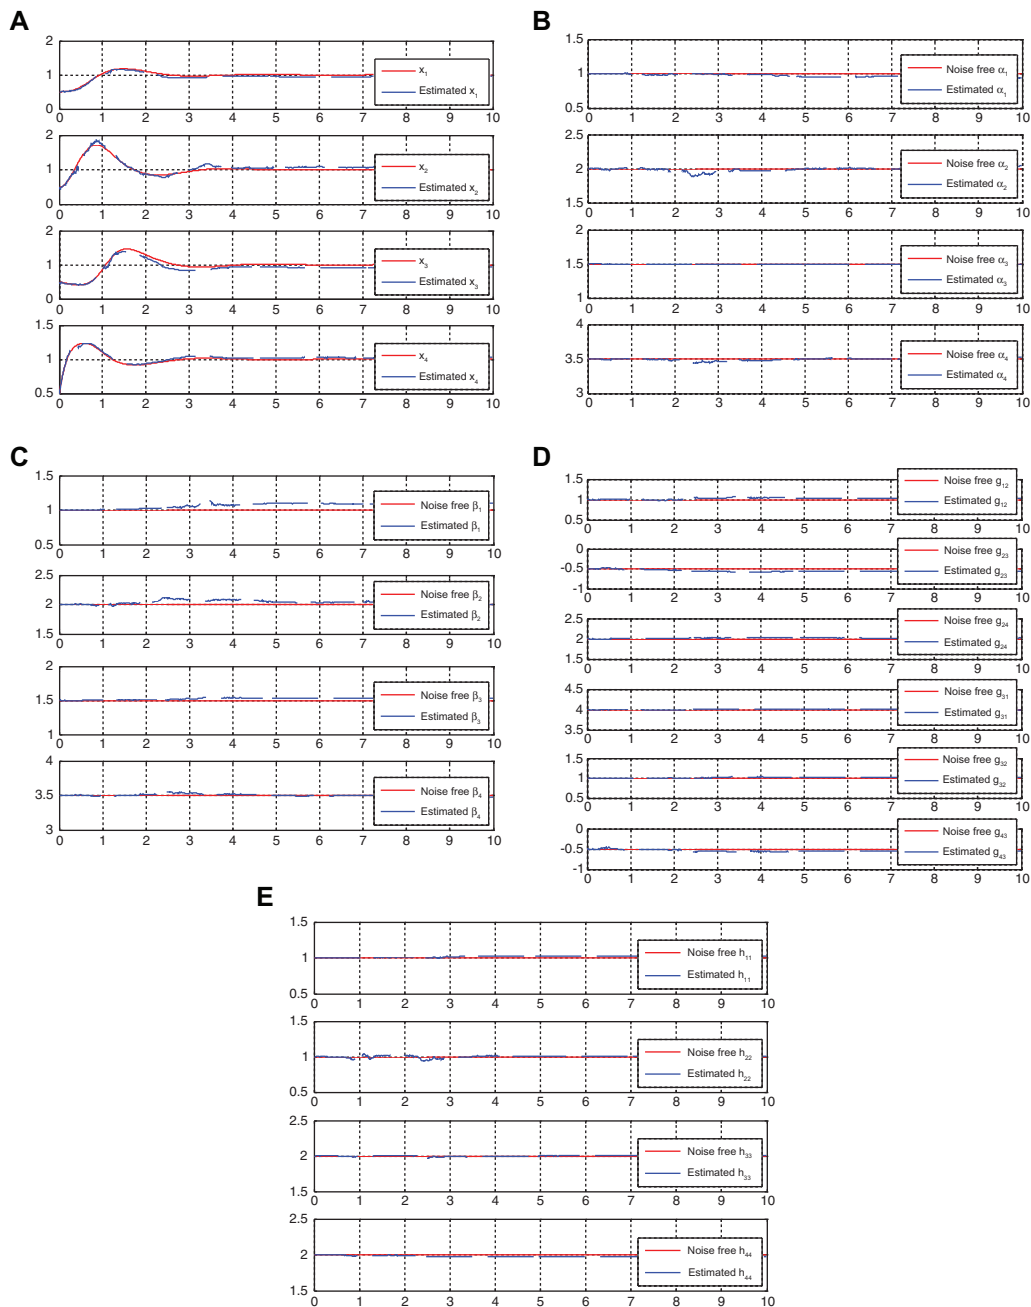 A
2
1
0
0 1 2 3 4 5 6 7 8 9 10
x1
Estimated x1
2
1
0
0 1 2 3 4 5 6 7 8 9 10
x2
Estimated x2
2
1
0
0 1 2 3 4 5 6 7 8 9 10
x3
Estimated x3
1.5
1
0.5
0 1 2 3 4 5 6 7 8 9 10
x4
Estimated x4
B
1.5
1
0.5
0 1 2 3 4 5 6 7 8 9 10
Noise free α1
Estimated α1
2.5
2
1.5
0 1 2 3 4 5 6 7 8 9 10
Noise free α2
Estimated α2
2
1.5
1
0 1 2 3 4 5 6 7 8 9 10
Noise free α3
Estimated α3
4
3.5
3
0 1 2 3 4 5 6 7 8 9 10
Noise free α4
Estimated α4
C
1.5
1
0.5
0 1 2 3 4 5 6 7 8 9 10
Noise free β1
Estimated β1
2.5
2
1.5
0 1 2 3 4 5 6 7 8 9 10
Noise free β2
Estimated β2
2
1.5
1
0 1 2 3 4 5 6 7 8 9 10
Noise free β3
Estimated β3
4
3.5
3
0 1 2 3 4 5 6 7 8 9 10
Noise free β4
Estimated β4
D
1.5
1
0.5
0 1 2 3 4 5 6 7 8 9 10
Noise free g12
Estimated g12
0
-0.5
-1
0 1 2 3 4 5 6 7 8 9 10
Noise free g23
Estimated g23
2.5
2
1.5
0 1 2 3 4 5 6 7 8 9 10
Noise free g24
Estimated g24
4.5
4
3.5
0 1 2 3 4 5 6 7 8 9 10
Noise free g31
Estimated g31
1.5
1
0.5
0 1 2 3 4 5 6 7 8 9 10
Noise free g32
Estimated g32
0
-0.5
-1
0 1 2 3 4 5 6 7 8 9 10
Noise free g43
Estimated g43
E
1.5
1
0.5
0 1 2 3 4 5 6 7 8 9 10
Noise free h11
Estimated h11
1.5
1
0.5
0 1 2 3 4 5 6 7 8 9 10
Noise free h22
Estimated h22
2.5
2
1.5
0 1 2 3 4 5 6 7 8 9 10
Noise free h33
Estimated h33
2.5
2
1.5
0 1 2 3 4 5 6 7 8 9 10
Noise free h44
Estimated h44